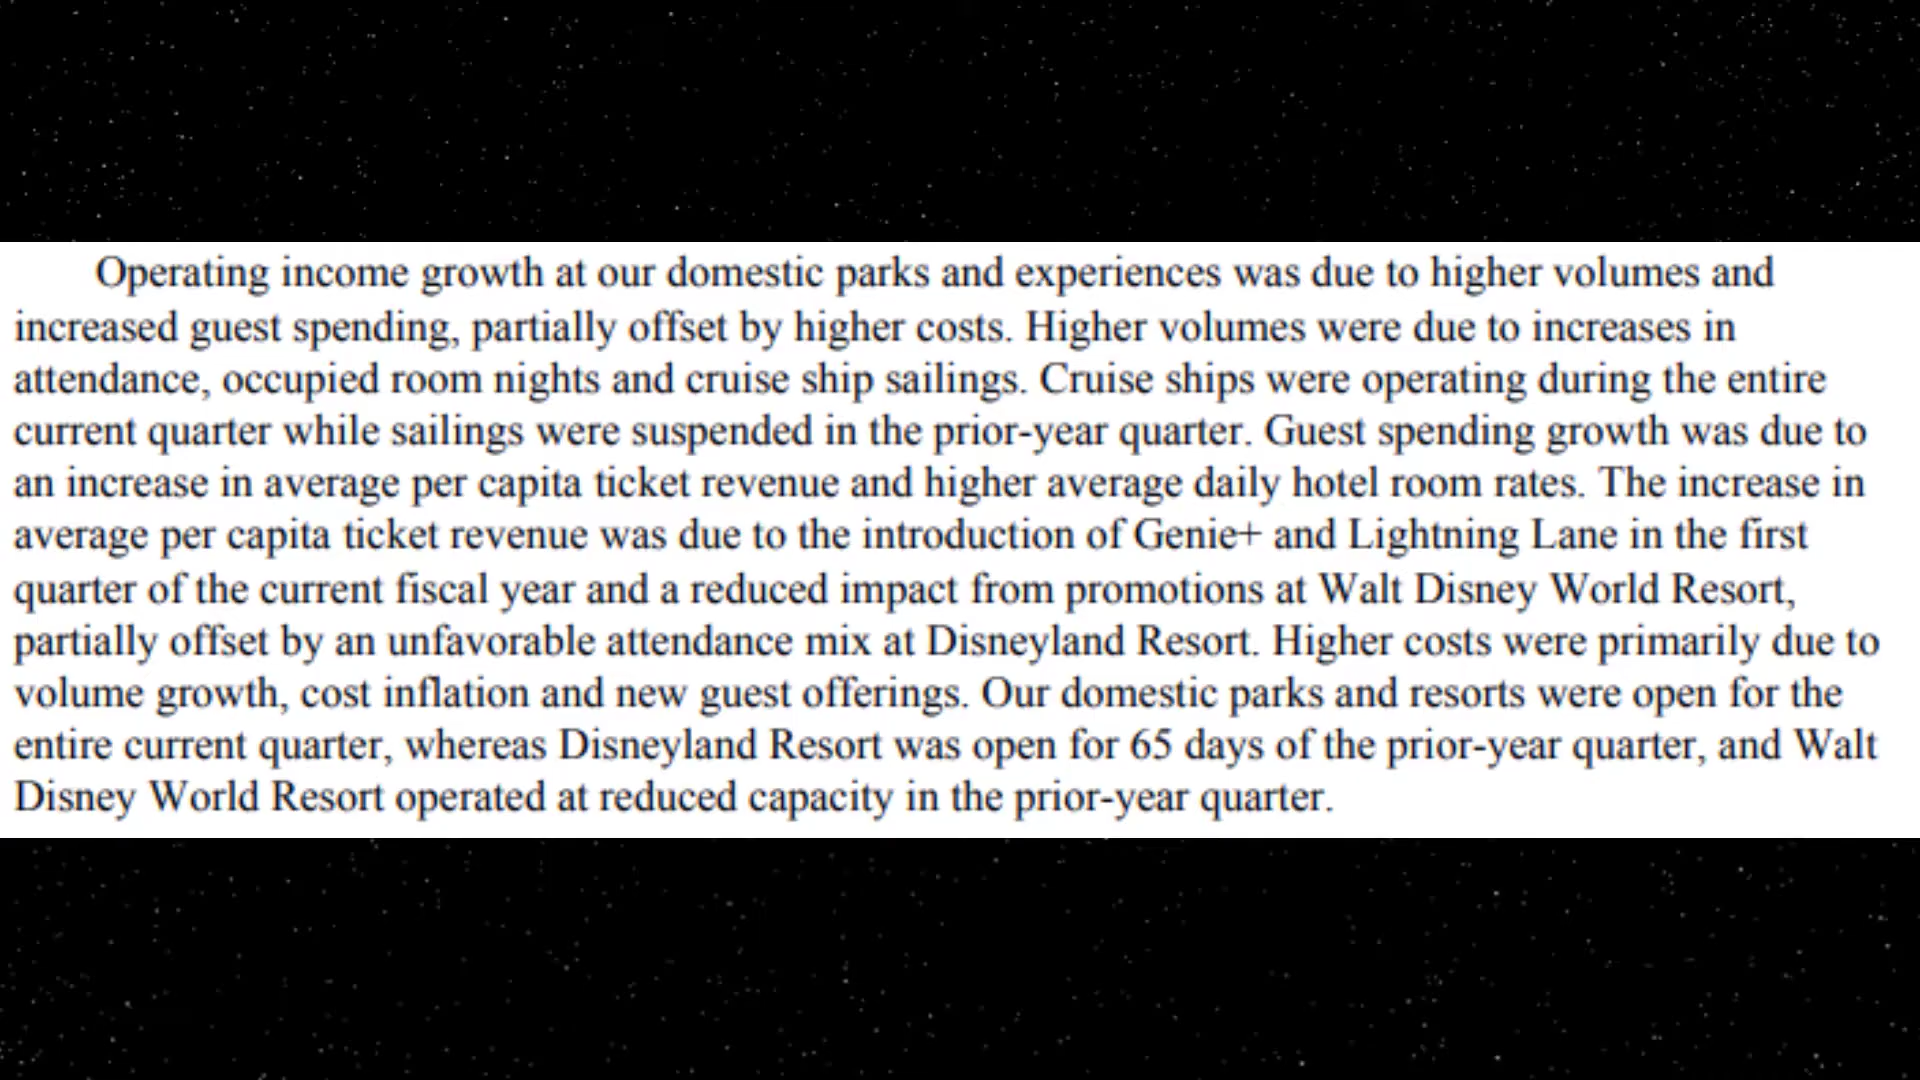 Operating income growth at our domestic parks and experiences was due to higher volumes and
increased guest spending, partially offset by higher costs. Higher volumes were due to increases in
attendance, occupied room nights and cruise ship sailings. Cruise ships were operating during the entire
current quarter while sailings were suspended in the prior-year quarter. Guest spending growth was due to
an increase in average per capita ticket revenue and higher average daily hotel room rates. The increase in
average per capita ticket revenue was due to the introduction of Genie+ and Lightning Lane in the first
quarter of the current fiscal year and a reduced impact from promotions at Walt Disney World Resort,
partially offset by an unfavorable attendance mix at Disneyland Resort. Higher costs were primarily due to
volume growth, cost inflation and new guest offerings. Our domestic parks and resorts were open for the
entire current quarter, whereas Disneyland Resort was open for 65 days of the prior-year quarter, and Walt
Disney World Resort operated at reduced capacity in the prior-year quarter.